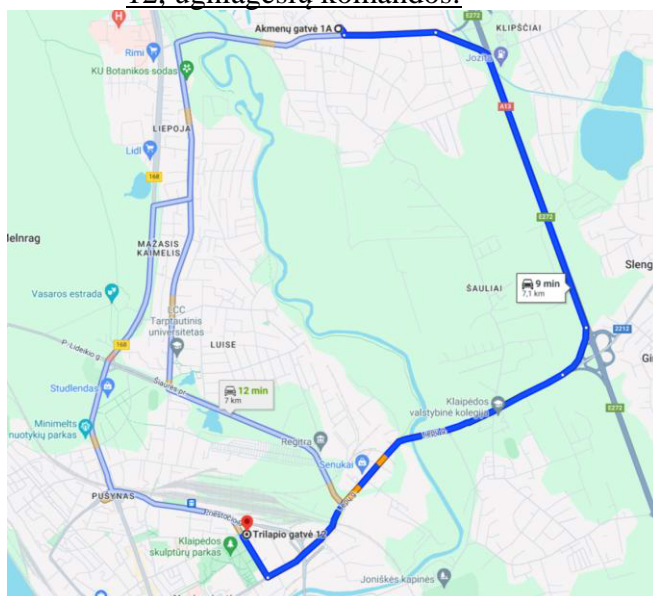 12, ugniagesių komandos.
Akmenų gatvė 1A
E272
KLIPŠČIAI
Rimi
Jozita
KU Botanikos sodas
A13
LIEPOJA
Lidl
168
E272
MAŽASIS
KAIMELIS
Sleng
ŠAULIAI
9 min
7,1 km
Vasaros estrada
LCC
Tarptautinis
universitetas
2213
168
LUISE
P. Lideikio g
Studlendas
Šiaurės pr.
12 min
7 km
Klaipėdos
valstybinė kolegija
E272
Minimelts
nuotykių parkas
Regitra
Senukai
Liepų g.
PUŠYNAS
Trilapio gatvė 12
Klaipėdos
skulptūrų parkas
Joniškės kapinės